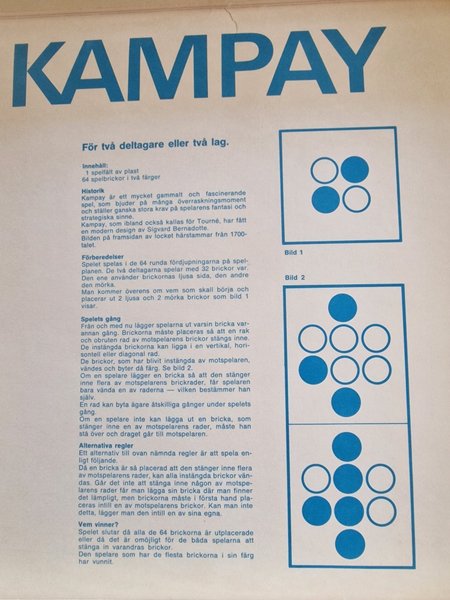 KAMPAY
För två deltagare eller två lag.
Innehåll:
1 spelfält av plast
64 spelbrickor i två färger
Historik
Kampay är ett mycket gammalt och fascinerande
spel, som bjuder på många överraskningsmoment
och ställer ganska stora krav på spelarens fantasi och
strategiska sinne.
Kampay, som ibland också kallas för Tourné, har fått
en modern design av Sigvard Bernadotte.
Bilden på framsidan av locket härstammar från 1700-
talet.
Förberedelser
Spelet spelas i de 64 runda fördjupningarna på spel-
planen. De två deltagarna spelar med 32 brickor var.
Den ene använder brickornas ljusa sida, den andre
den mörka.
Man kommer överens om vem som skall börja och
placerar ut 2 ljusa och 2 mörka brickor som bild 1
visar.
Spelets gång
Från och med nu lägger spelarna ut varsin bricka var-
annan gång. Brickorna måste placeras så att en rak
och obruten rad av motspelarens brickor stängs inne.
De instängda brickorna kan ligga i en vertikal, hori-
sontell eller diagonal rad.
De brickor, som har blivit instängda av motspelaren,
vändes och byter då färg. Se bild 2.
Om en spelare lägger en bricka så att den stänger
inne flera av motspelarens brickrader, får spelaren
bara vända en av raderna — vilken bestämmer han
själv.
En rad kan byta ägare åtskilliga gånger under spelets
gång.
Om en spelare inte kan lägga ut en bricka, som
stänger inne en av motspelarens rader, måste han
stå över och draget går till motspelaren.
Alternativa regler
Ett alternativ till ovan nämnda regler är att spela en-
ligt följande.
Då en bricka är så placerad att den stänger inne flera
av motspelarens rader, kan alla instängda brickor vän-
das. Går det inte att stänga inne någon av motspe-
larens rader får man lägga sin bricka där man finner
det lämpligt, men brickorna måste i första hand pla-
ceras intill en av motspelarens brickor. Kan man inte
detta, lägger man den intill en av sina egna.
Vem vinner?
Spelet slutar då alla de 64 brickorna är utplacerade
eller då det är omöjligt för de båda spelarna att
stänga in varandras brickor.
Den spelare som har de flesta brickorna i sin färg
har vunnit.
Bild 1
Bild 2